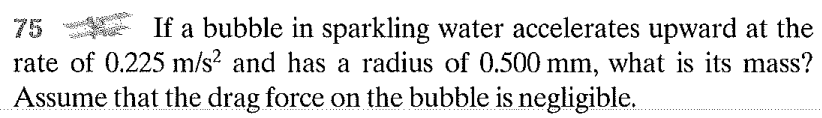 75 If a bubble in sparkling water accelerates upward at the
rate of 0.225 m/s² and has a radius of 0.500 mm, what is its mass?
Assume that the drag force on the bubble is negligible.